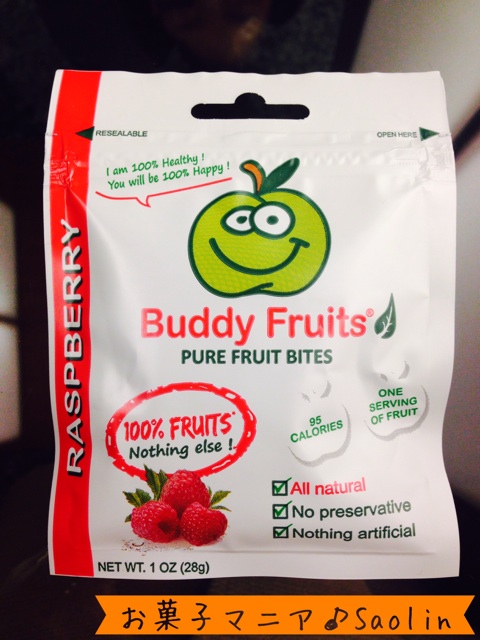 RESEALABLE
OPEN HERE
I am 100% Healthy !
You will be 100% Happy !
RASPBERRY
Buddy Fruits®
PURE FRUIT BITES
100% FRUITS*
Nothing else !
95
CALORIES
ONE
SERVING
OF FRUIT
All natural
No preservative
Nothing artificial
NET WT. 1 OZ (28g)
お菓子マニア♪Saolin